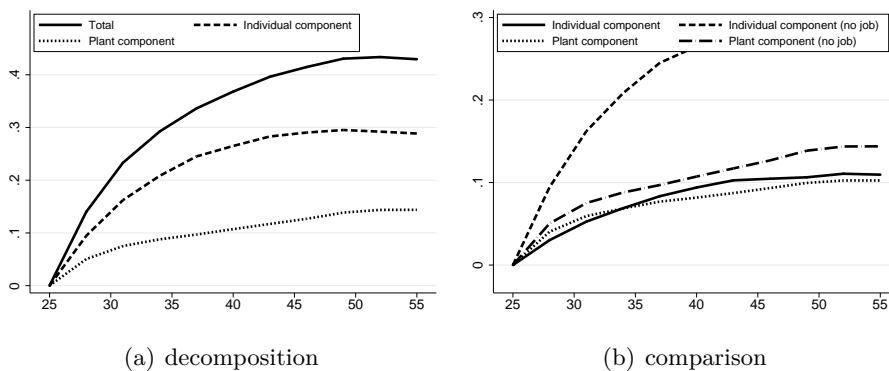 Total Individual component
Plant component
0 .1 .2 .3 .4
25 30 35 40 45 50 55
(a) decomposition
Individual component Individual component (no job)
Plant component Plant component (no job)
0 .1 .2 .3
25 30 35 40 45 50 55
(b) comparison